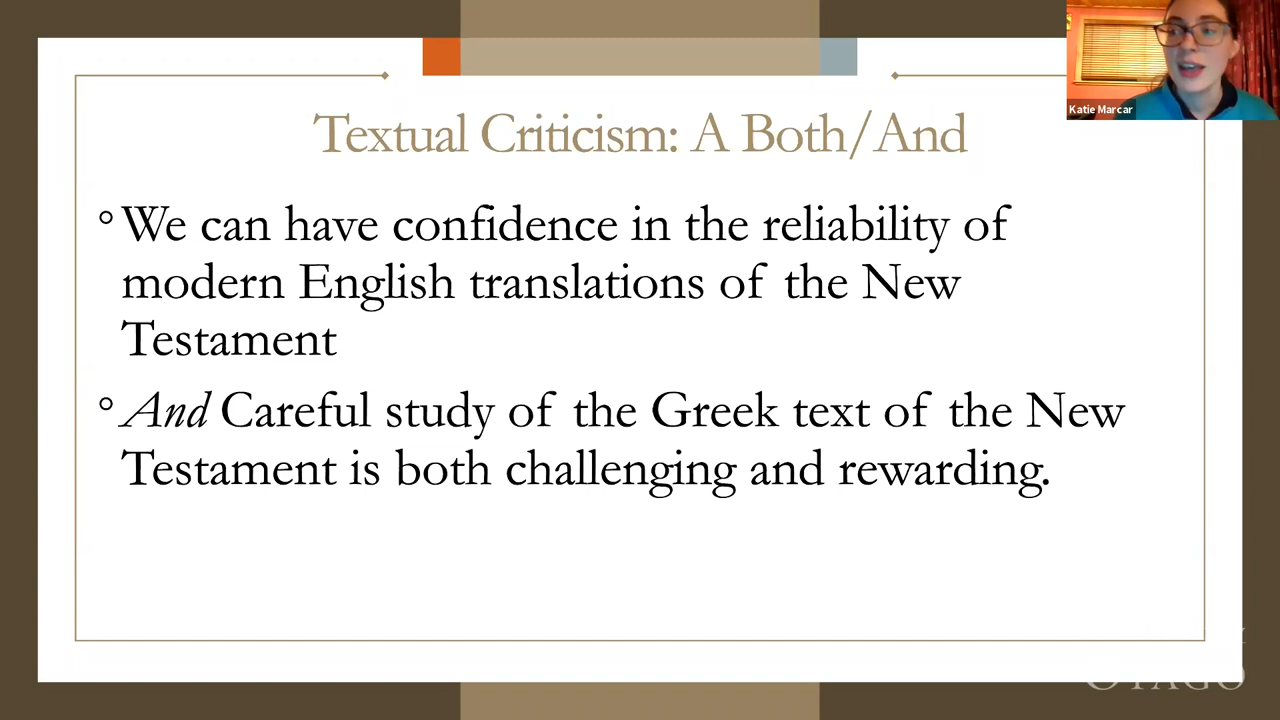 Katie Marcar
Textual Criticism: A Both/And
° We can have confidence in the reliability of
modern English translations of the New
Testament
° And Careful study of the Greek text of the New
Testament is both challenging and rewarding.
OTAGO